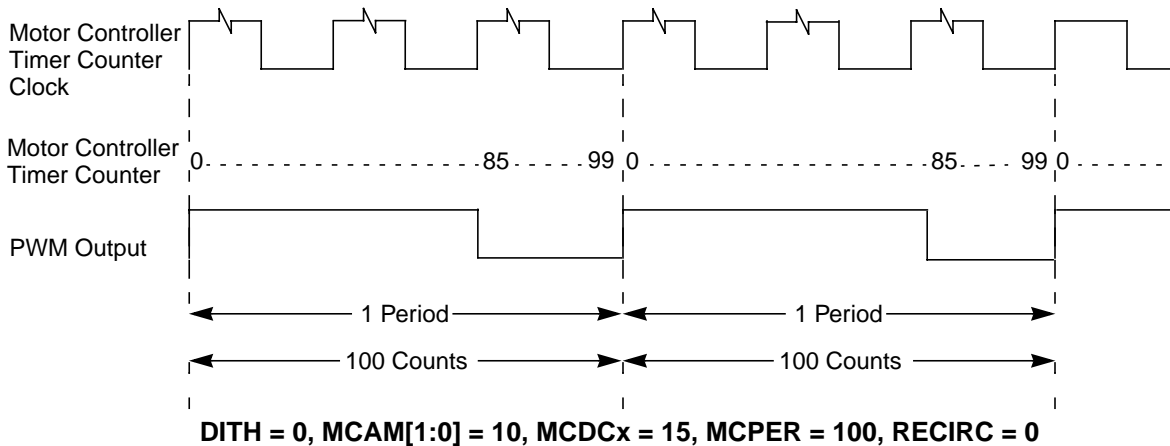 Motor Controller
Timer Counter
Clock
Motor Controller
Timer Counter
0 85 99 0 85 99 0
PWM Output
1 Period 1 Period
100 Counts 100 Counts
DITH = 0, MCAM[1:0] = 10, MCDCx = 15, MCPER = 100, RECIRC = 0